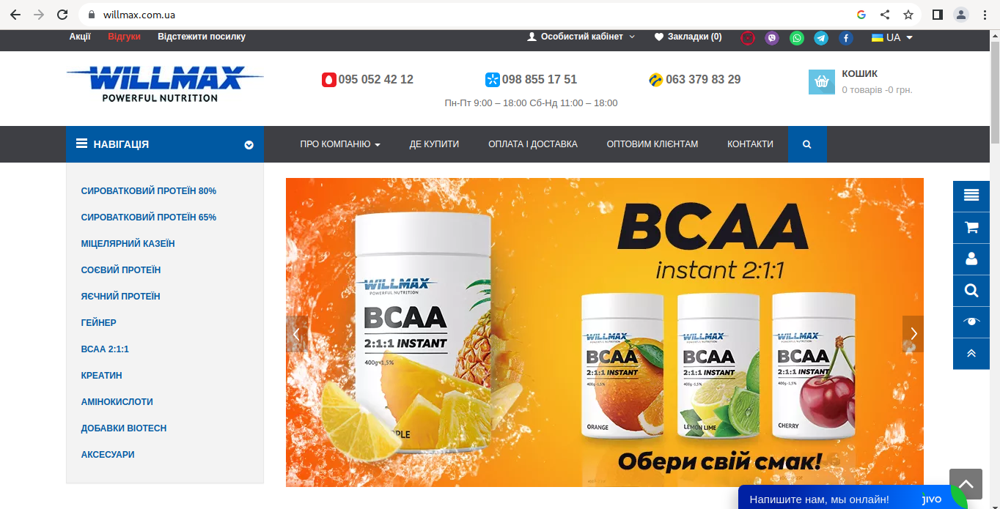 willmax.com.ua
Акції Відгуки Відстежити посилку Особистий кабінет Закладки (0) UA
WILLMAX
POWERFUL NUTRITION
095 052 42 12 098 855 17 51 063 379 83 29
Пн-Пт 9:00 – 18:00 Сб-Нд 11:00 – 18:00
КОШИК
0 товарів -0 грн.
НАВІГАЦІЯ
ПРО КОМПАНІЮ ДЕ КУПИТИ ОПЛАТА І ДОСТАВКА ОПТОВИМ КЛІЄНТАМ КОНТАКТИ
СИРОВАТКОВИЙ ПРОТЕЇН 80%
СИРОВАТКОВИЙ ПРОТЕЇН 65%
МІЦЕЛЯРНИЙ КАЗЕЇН
СОЄВИЙ ПРОТЕЇН
ЯЄЧНИЙ ПРОТЕЇН
ГЕЙНЕР
BCAA 2:1:1
КРЕАТИН
АМІНОКИСЛОТИ
ДОБАВКИ BIOTECH
АКСЕСУАРИ
BCAA
instant 2:1:1
WILLMAX
POWERFUL NUTRITION
BCAA
2:1:1 INSTANT
400g -1,5%
PLE
WILLMAX
POWERFUL NUTRITION
BCAA
2:1:1 INSTANT
400g -1,5%
ORANGE
WILLMAX
POWERFUL NUTRITION
BCAA
2:1:1 INSTANT
400g -1,5%
LEMON LIME
WILLMAX
POWERFUL NUTRITION
BCAA
2:1:1 INSTANT
400g -1,5%
CHERRY
Обери свій смак!
Напишите нам, мы онлайн! jivo